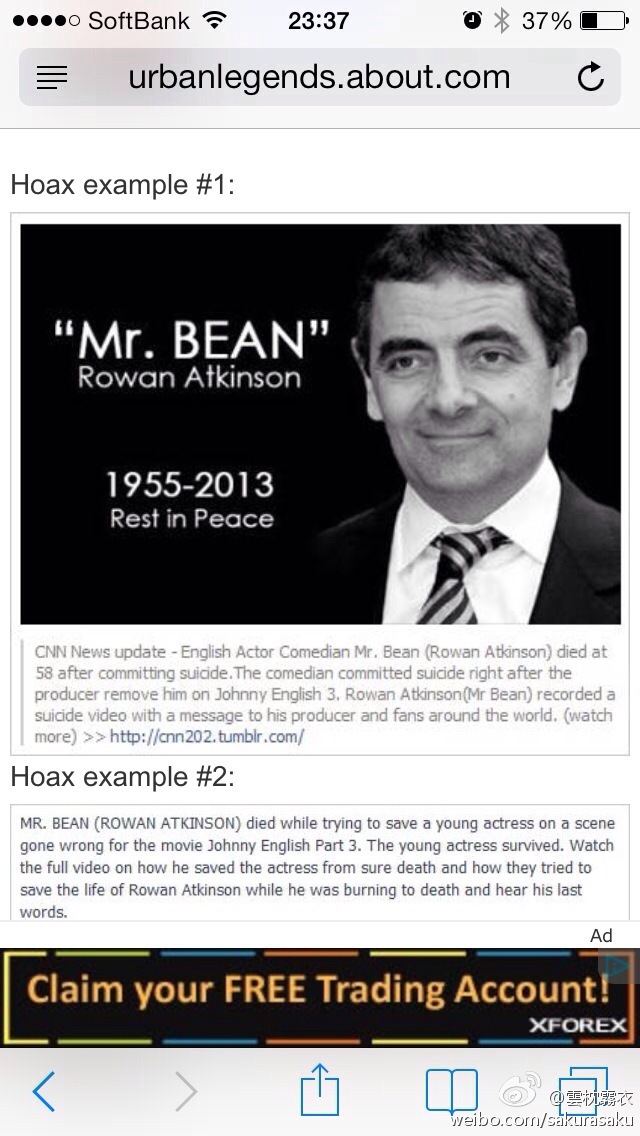 SoftBank 23:37 37%
urbanlegends.about.com
Hoax example #1:
“Mr. BEAN”
Rowan Atkinson
1955-2013
Rest in Peace
CNN News update - English Actor Comedian Mr. Bean (Rowan Atkinson) died at
58 after committing suicide.The comedian committed suicide right after the
producer remove him on Johnny English 3. Rowan Atkinson(Mr Bean) recorded a
suicide video with a message to his producer and fans around the world. (watch
more) >> http://cnn202.tumblr.com/
Hoax example #2:
MR. BEAN (ROWAN ATKINSON) died while trying to save a young actress on a scene
gone wrong for the movie Johnny English Part 3. The young actress survived. Watch
the full video on how he saved the actress from sure death and how they tried to
save the life of Rowan Atkinson while he was burning to death and hear his last
words.
Ad
Claim your FREE Trading Account!
XFOREX
@雲枕霧衣
weibo.com/sakurasaku